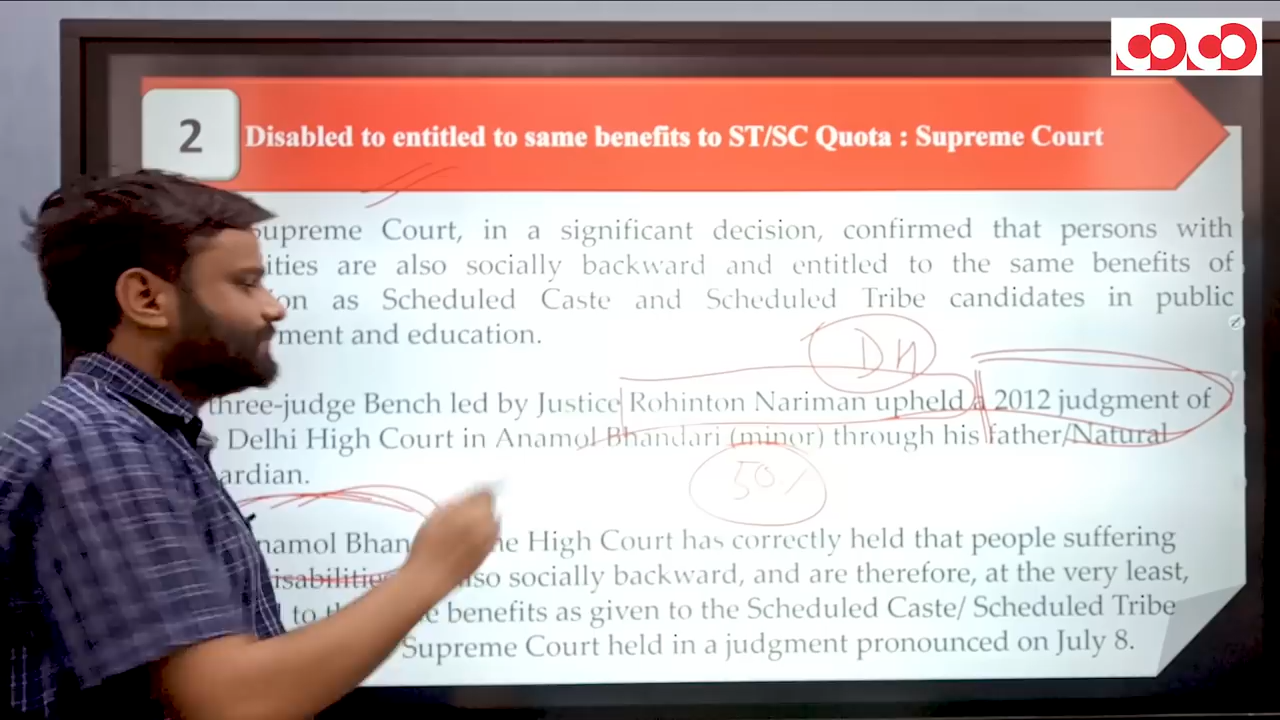 2
Disabled to entitled to same benefits to ST/SC Quota : Supreme Court
Supreme Court, in a significant decision, confirmed that persons with
ities are also socially backward and entitled to the same benefits of
on as Scheduled Caste and Scheduled Tribe candidates in public
ment and education.
DH
three-judge Bench led by Justice Rohinton Nariman upheld a 2012 judgment of
Delhi High Court in Anamol Bhandari (minor) through his father/Natural
ardian.
50%
namol Bhan he High Court has correctly held that people suffering
isabilities so socially backward, and are therefore, at the very least,
to th e benefits as given to the Scheduled Caste/ Scheduled Tribe
Supreme Court held in a judgment pronounced on July 8.